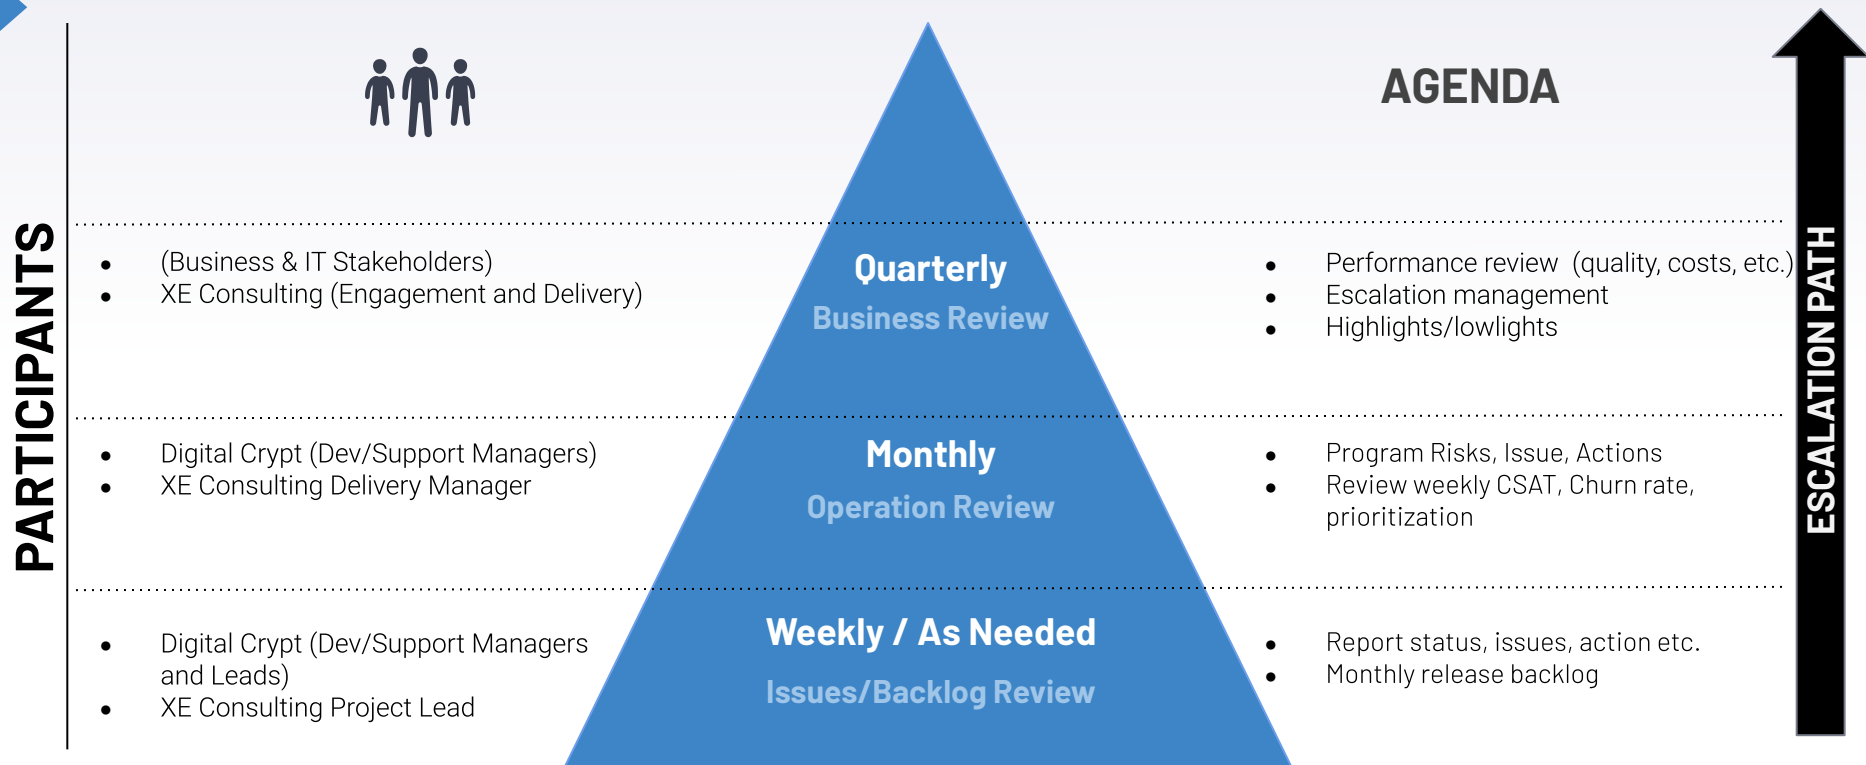 AGENDA
PARTICIPANTS
ESCALATION PATH
(Business & IT Stakeholders)
XE Consulting (Engagement and Delivery)
Quarterly
Business Review
Performance review (quality, costs, etc.)
Escalation management
Highlights/lowlights
Digital Crypt (Dev/Support Managers)
XE Consulting Delivery Manager
Monthly
Operation Review
Program Risks, Issue, Actions
Review weekly CSAT, Churn rate,
prioritization
Digital Crypt (Dev/Support Managers
and Leads)
XE Consulting Project Lead
Weekly / As Needed
Issues/Backlog Review
Report status, issues, action etc.
Monthly release backlog